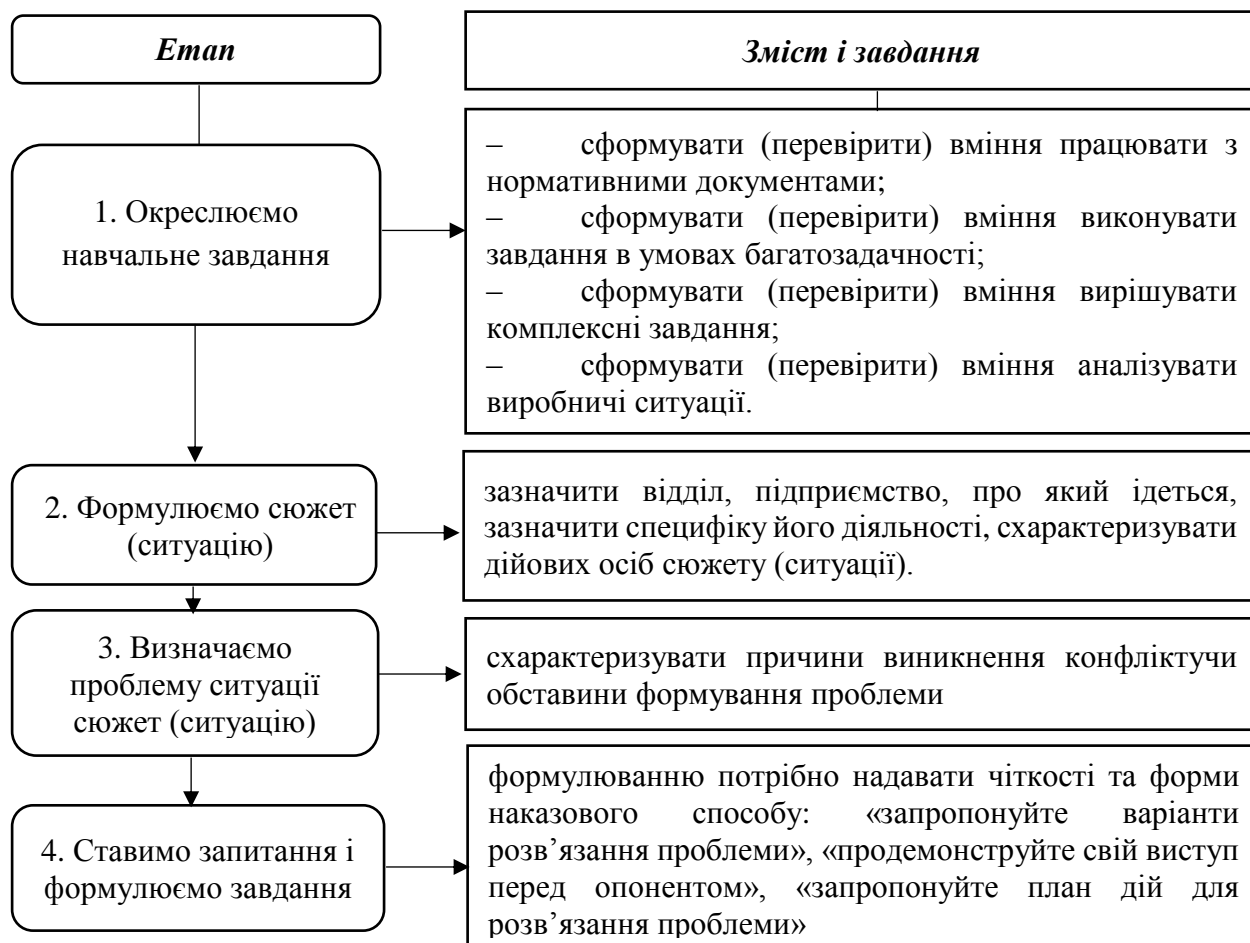 Етап
Зміст і завдання
1. Окреслюємо
навчальне завдання
– сформувати (перевірити) вміння працювати з
нормативними документами;
– сформувати (перевірити) вміння виконувати
завдання в умовах багатозадачності;
– сформувати (перевірити) вміння вирішувати
комплексні завдання;
– сформувати (перевірити) вміння аналізувати
виробничі ситуації.
2. Формулюємо сюжет
(ситуацію)
зазначити відділ, підприємство, про який ідеться,
зазначити специфіку його діяльності, схарактеризувати
дійових осіб сюжету (ситуації).
3. Визначаємо
проблему ситуації
сюжет (ситуацію)
схарактеризувати причини виникнення конфліктучи
обставини формування проблеми
4. Ставимо запитання і
формулюємо завдання
формулюванню потрібно надавати чіткості та форми
наказового способу: «запропонуйте варіанти
розв’язання проблеми», «продемонструйте свій виступ
перед опонентом», «запропонуйте план дій для
розв’язання проблеми»